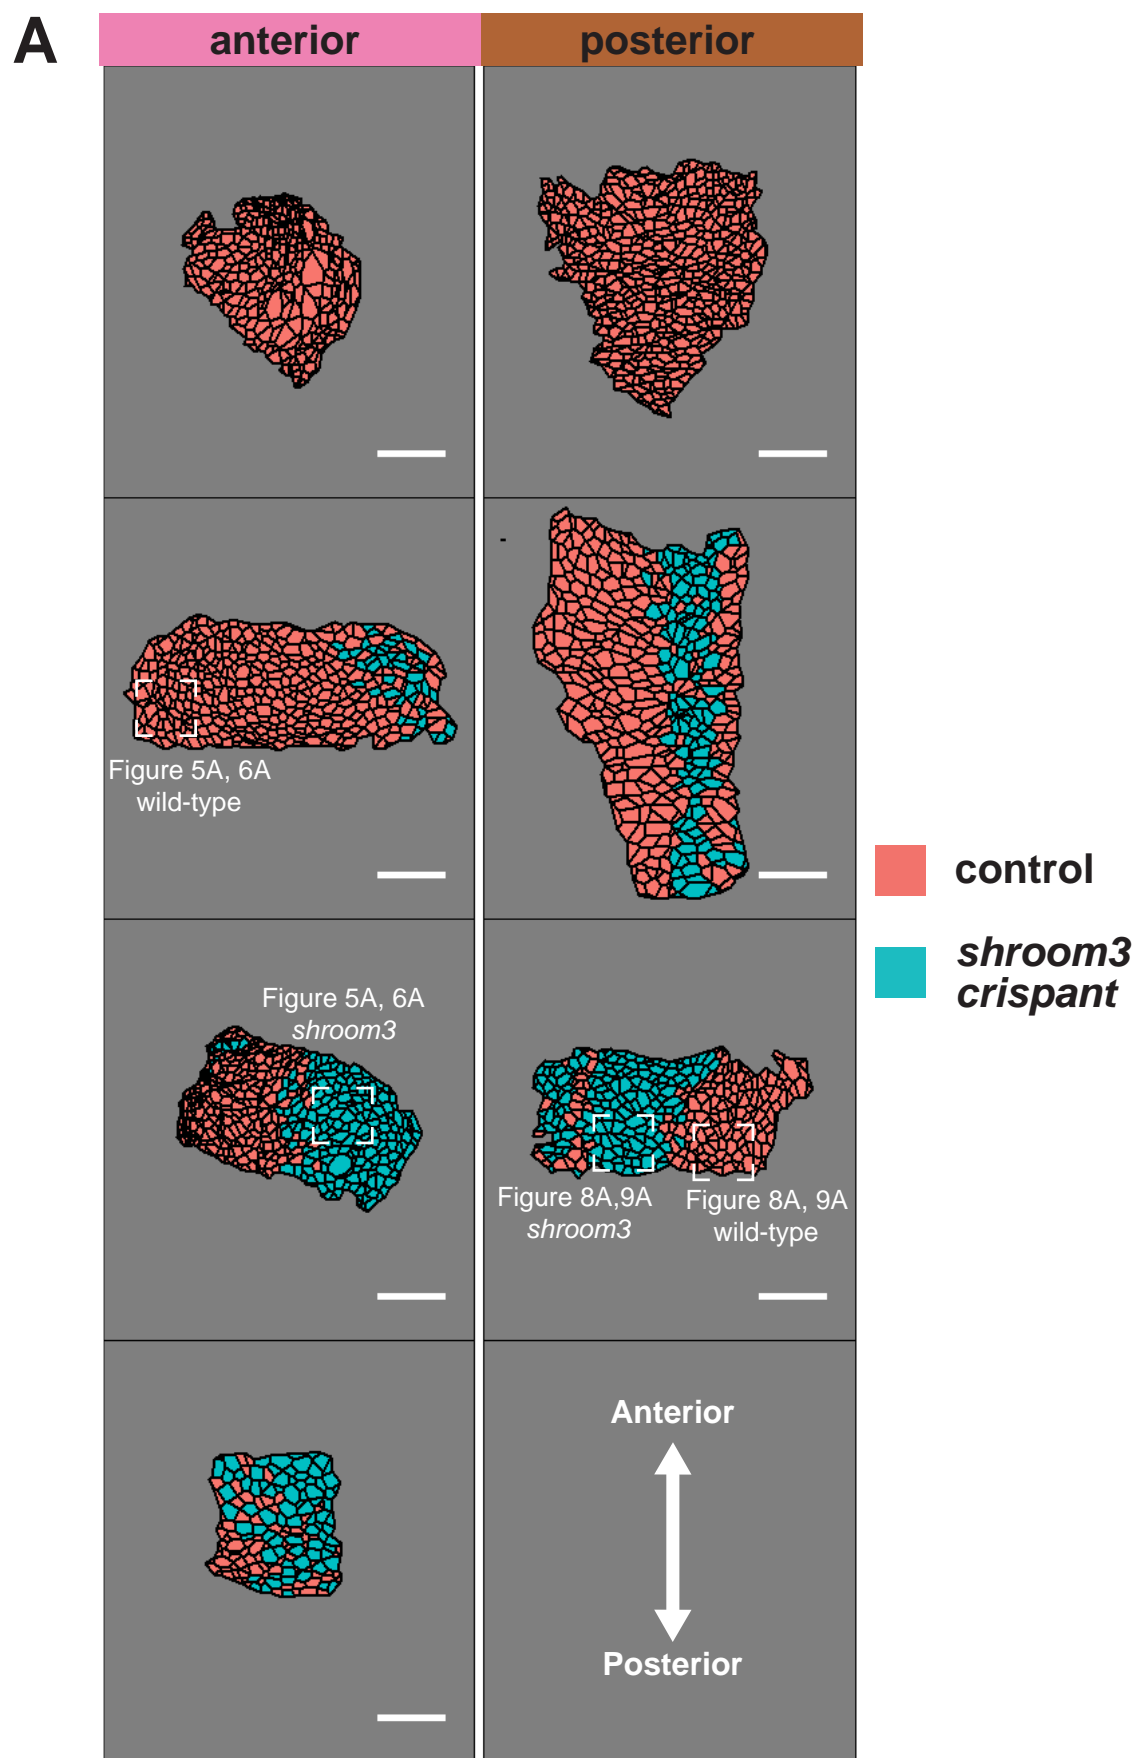 A
anterior
posterior
Figure 5A, 6A
wild-type
control
shroom3
crispant
Figure 5A, 6A
shroom3
Figure 8A,9A
shroom3
Figure 8A, 9A
wild-type
Anterior
Posterior